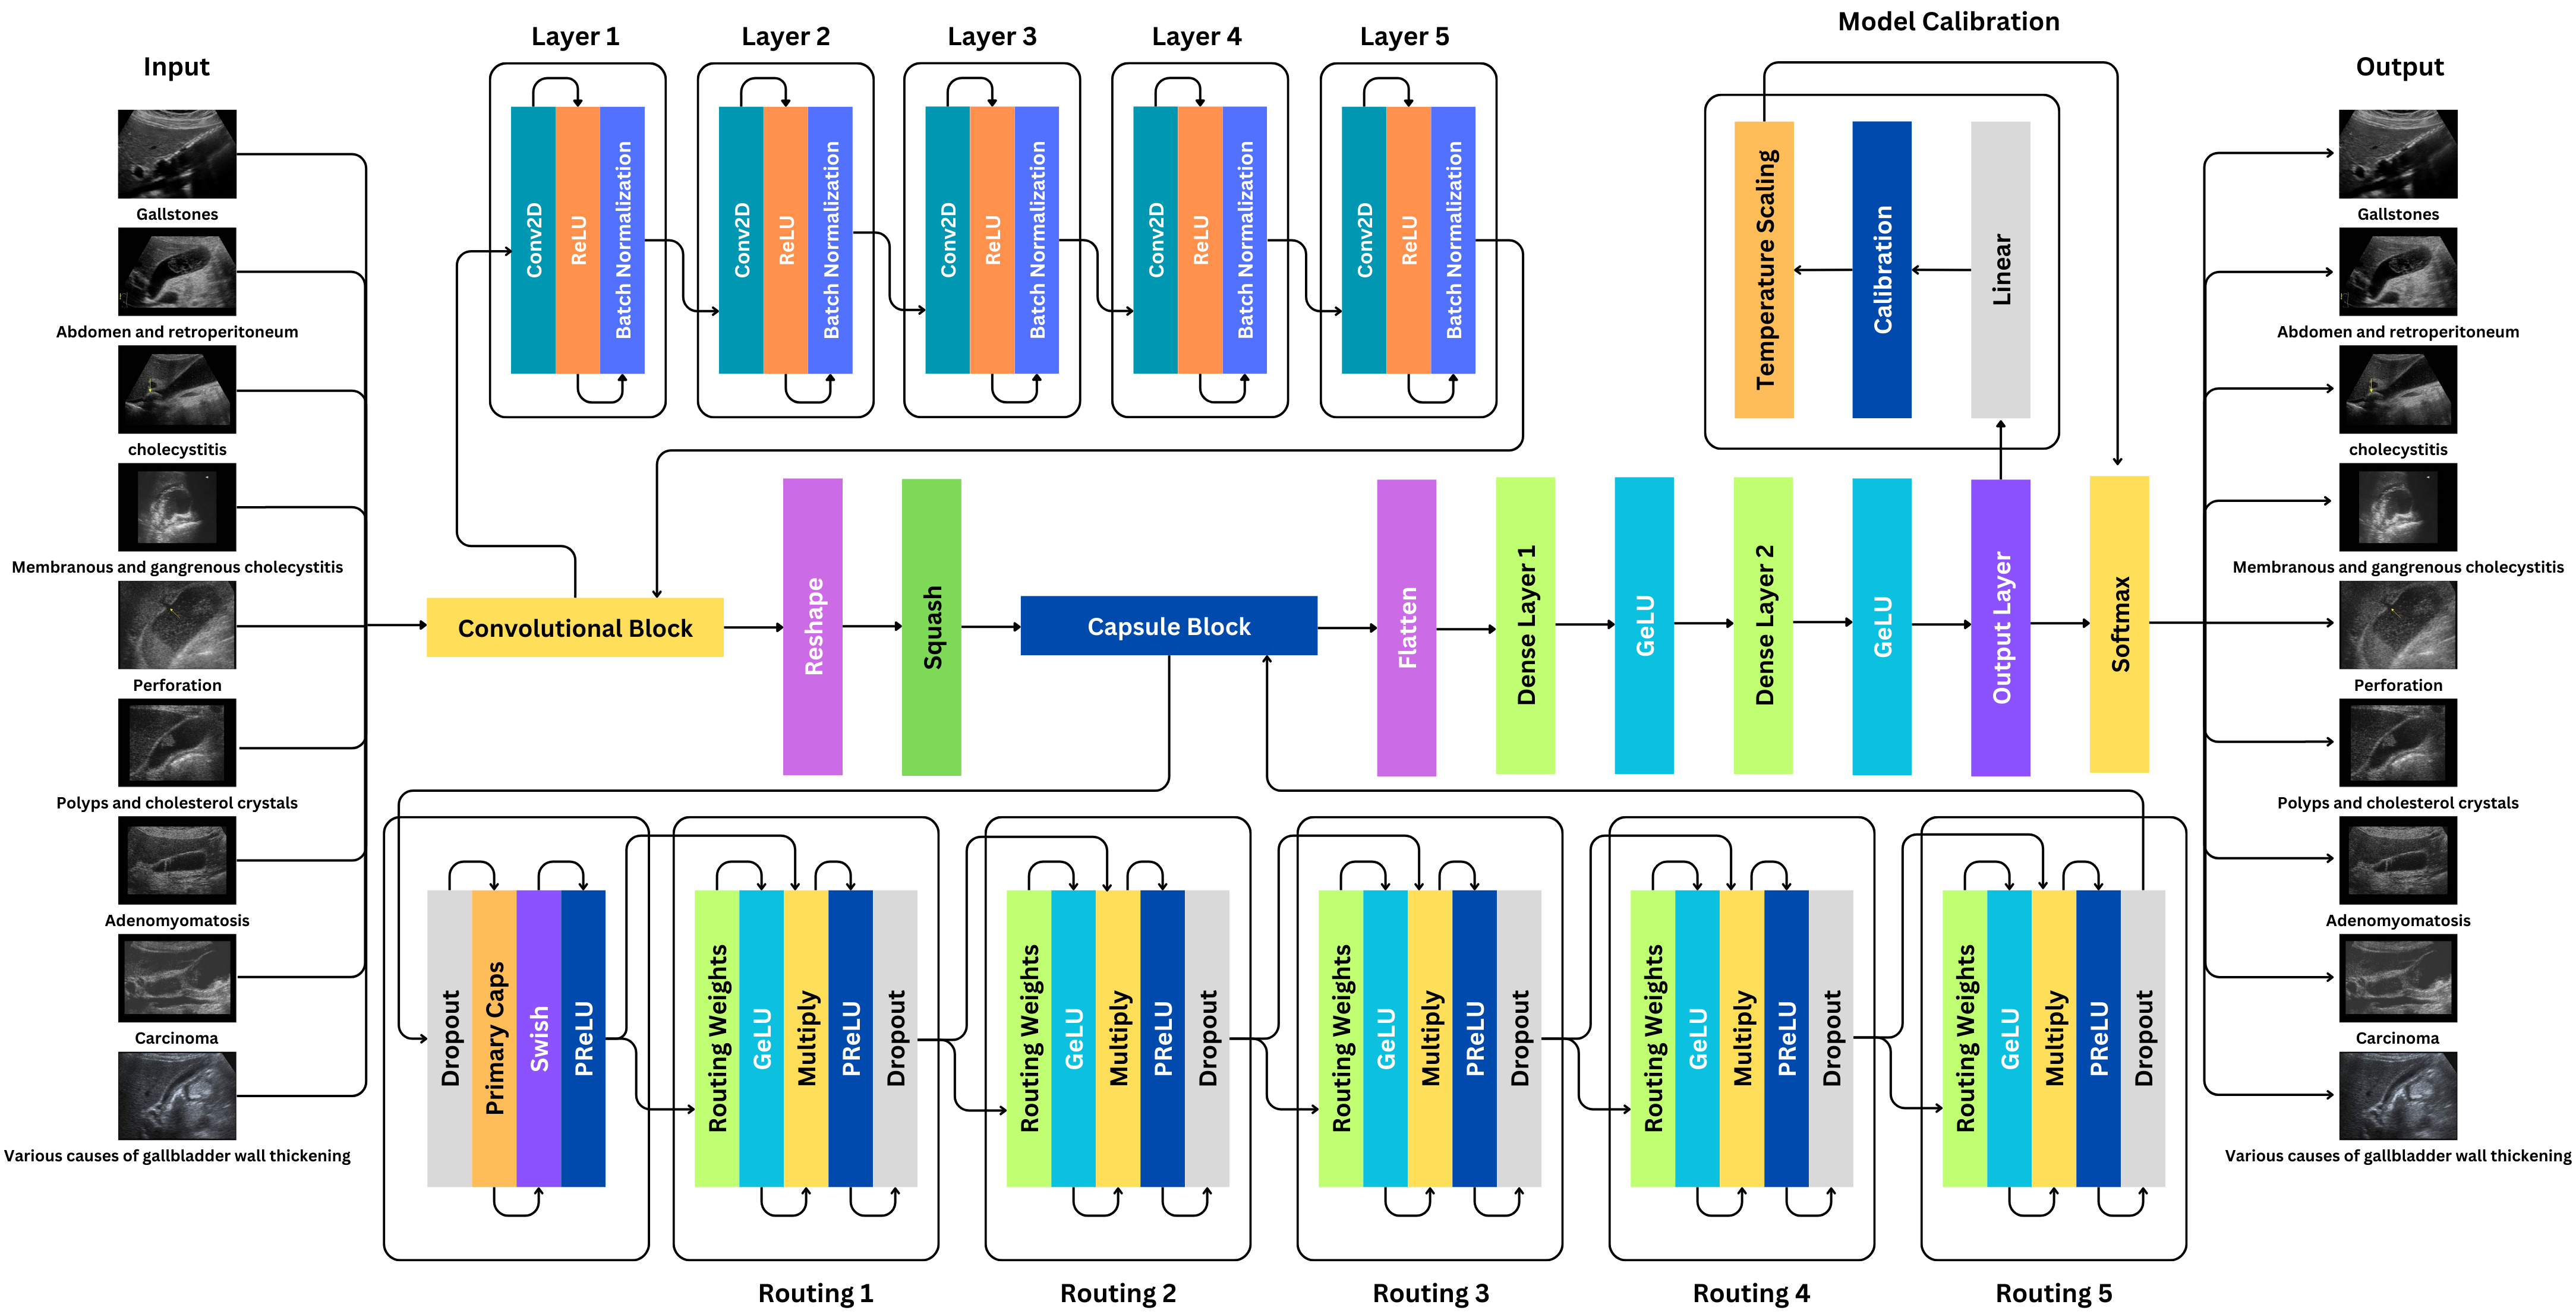 Input
Gallstones
Abdomen and retroperitoneum
cholecystitis
Membranous and gangrenous cholecystitis
Perforation
Polyps and cholesterol crystals
Adenomyomatosis
Carcinoma
Various causes of gallbladder wall thickening
Layer 1
Conv2D
ReLU
Batch Normalization
Layer 2
Conv2D
ReLU
Batch Normalization
Layer 3
Conv2D
ReLU
Batch Normalization
Layer 4
Conv2D
ReLU
Batch Normalization
Layer 5
Conv2D
ReLU
Batch Normalization
Model Calibration
Temperature Scaling
Calibration
Linear
Convolutional Block
Reshape
Squash
Capsule Block
Flatten
Dense Layer 1
GeLU
Dense Layer 2
GeLU
Output Layer
Softmax
Dropout
Primary Caps
Swish
PReLU
Routing Weights
GeLU
Multiply
PReLU
Dropout
Routing 1
Routing Weights
GeLU
Multiply
PReLU
Dropout
Routing 2
Routing Weights
GeLU
Multiply
PReLU
Dropout
Routing 3
Routing Weights
GeLU
Multiply
PReLU
Dropout
Routing 4
Routing Weights
GeLU
Multiply
PReLU
Dropout
Routing 5
Output
Gallstones
Abdomen and retroperitoneum
cholecystitis
Membranous and gangrenous cholecystitis
Perforation
Polyps and cholesterol crystals
Adenomyomatosis
Carcinoma
Various causes of gallbladder wall thickening